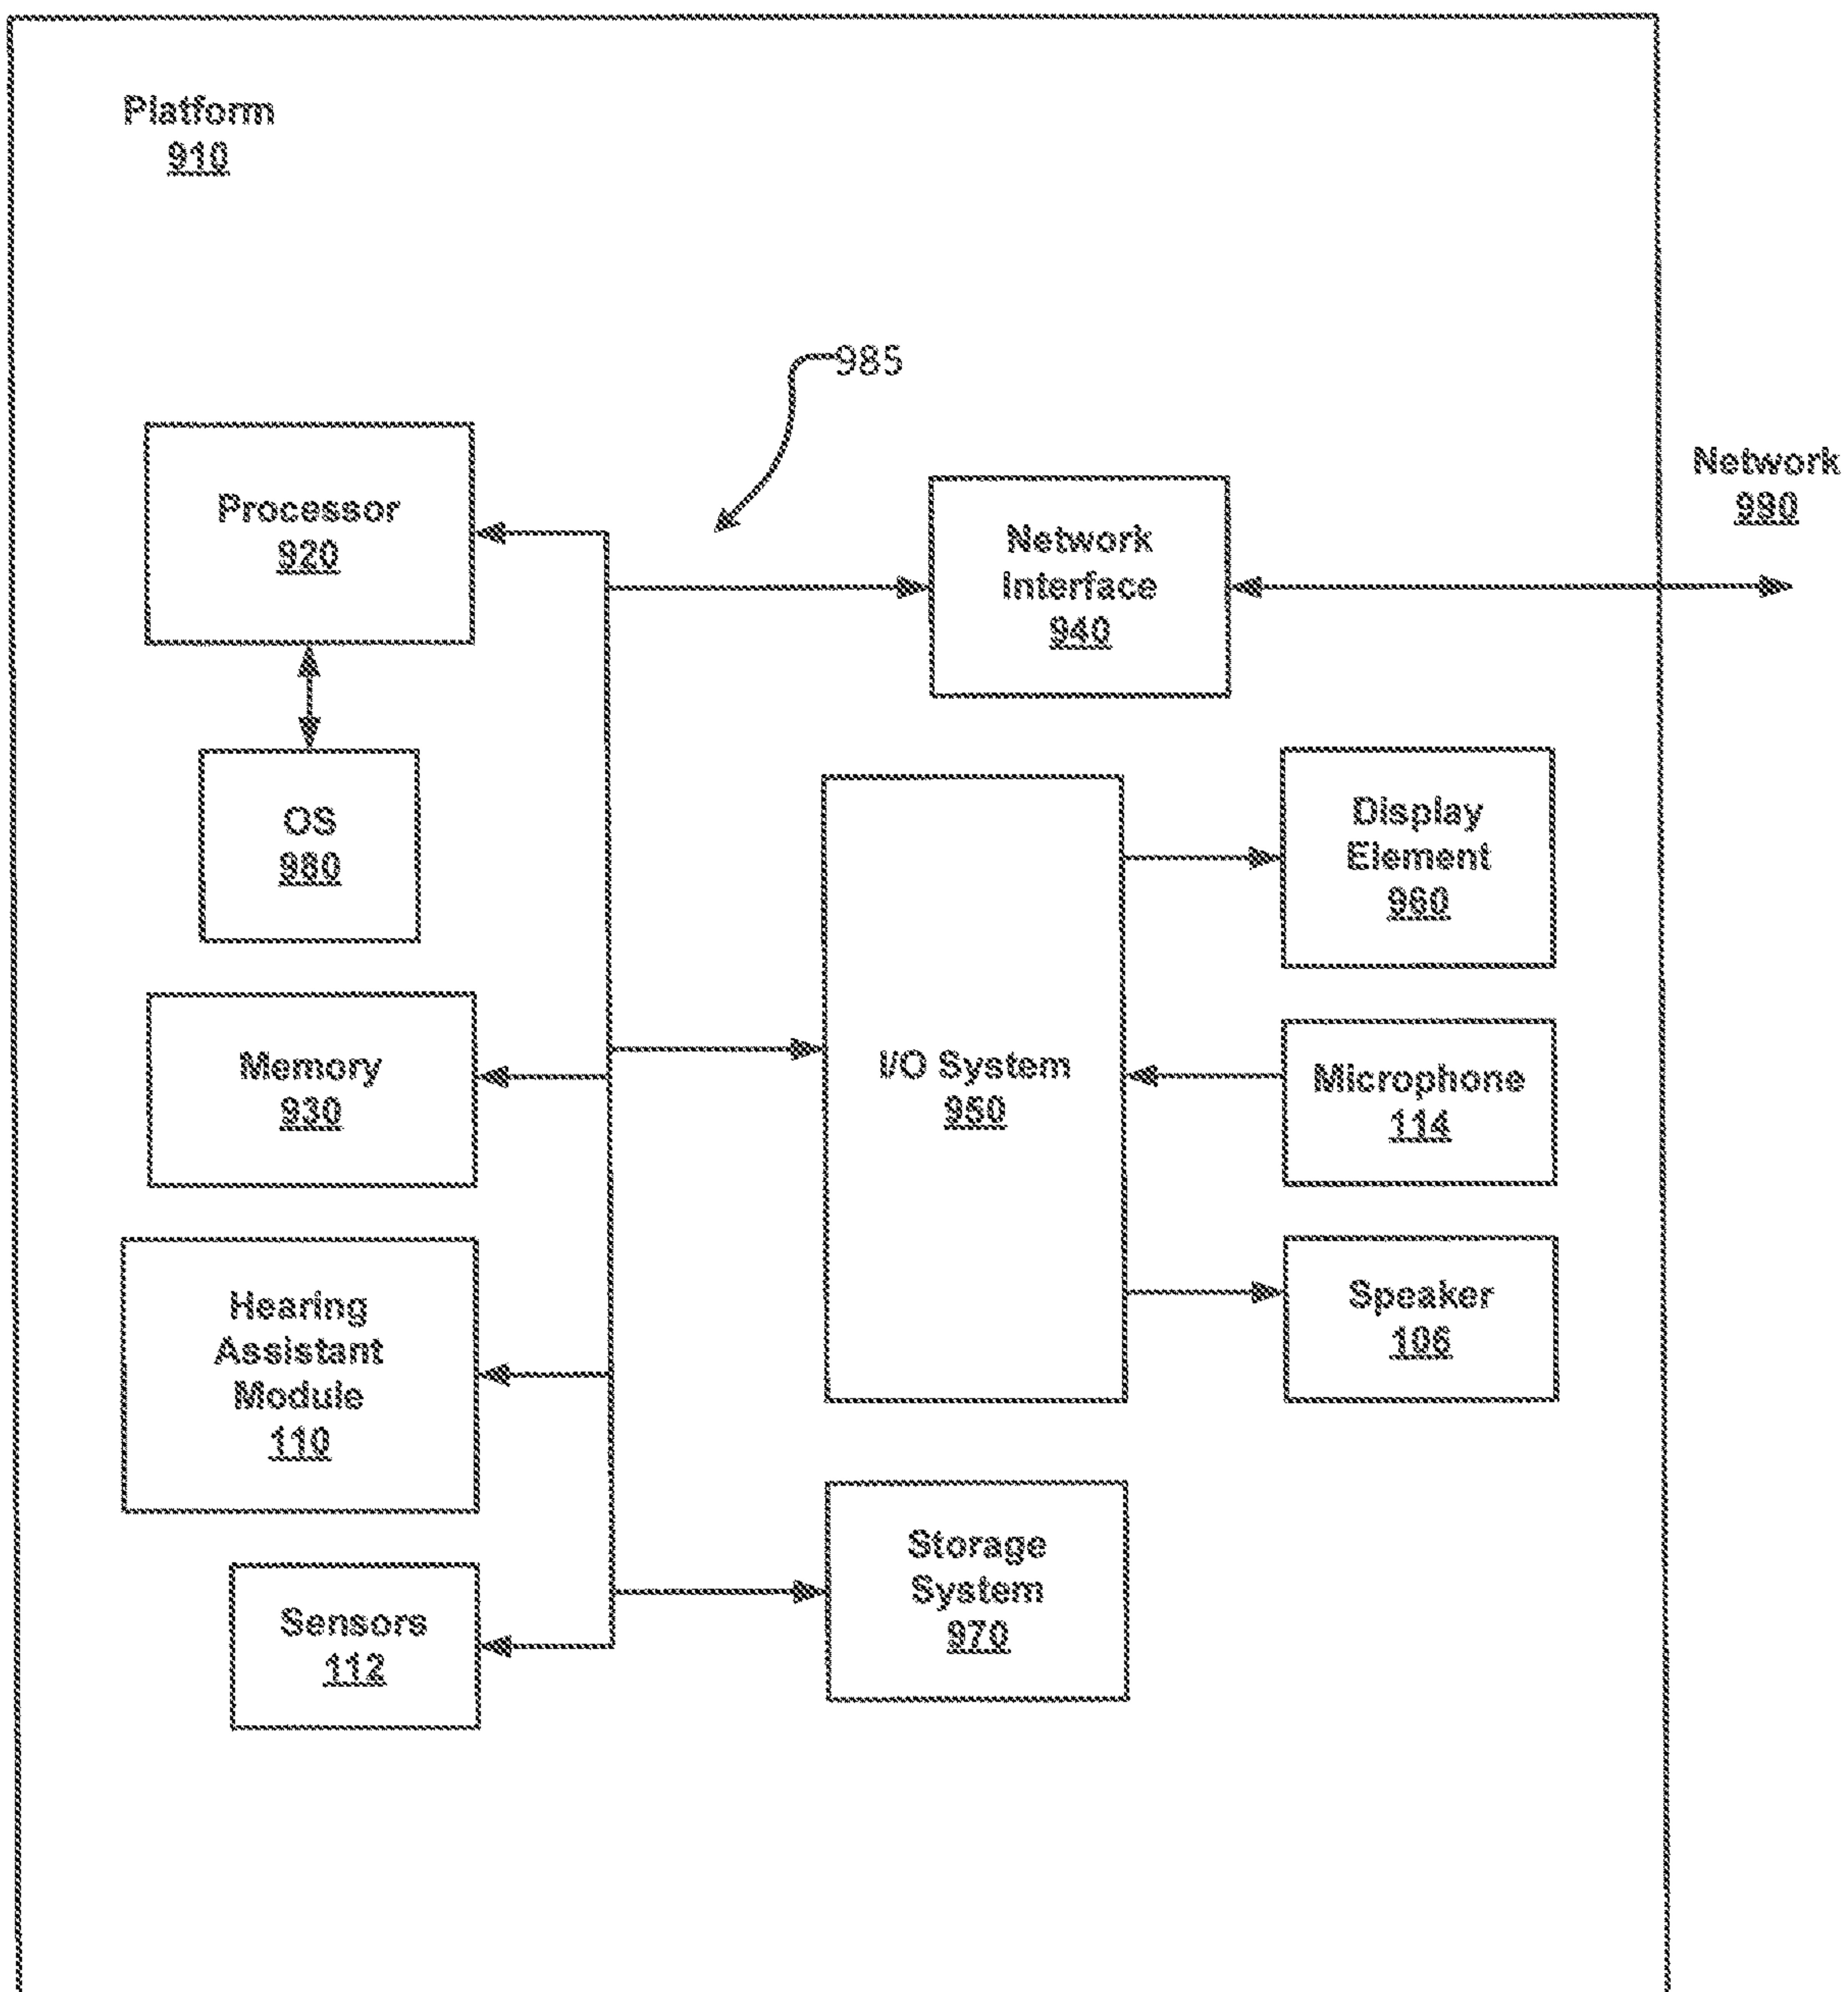 Platform
910
985
Processor
920
Network
Interface
940
Network
990
OS
980
Display
Element
960
Memory
930
I/O System
950
Microphone
114
Hearing
Assistant
Module
110
Speaker
106
Sensors
112
Storage
System
970